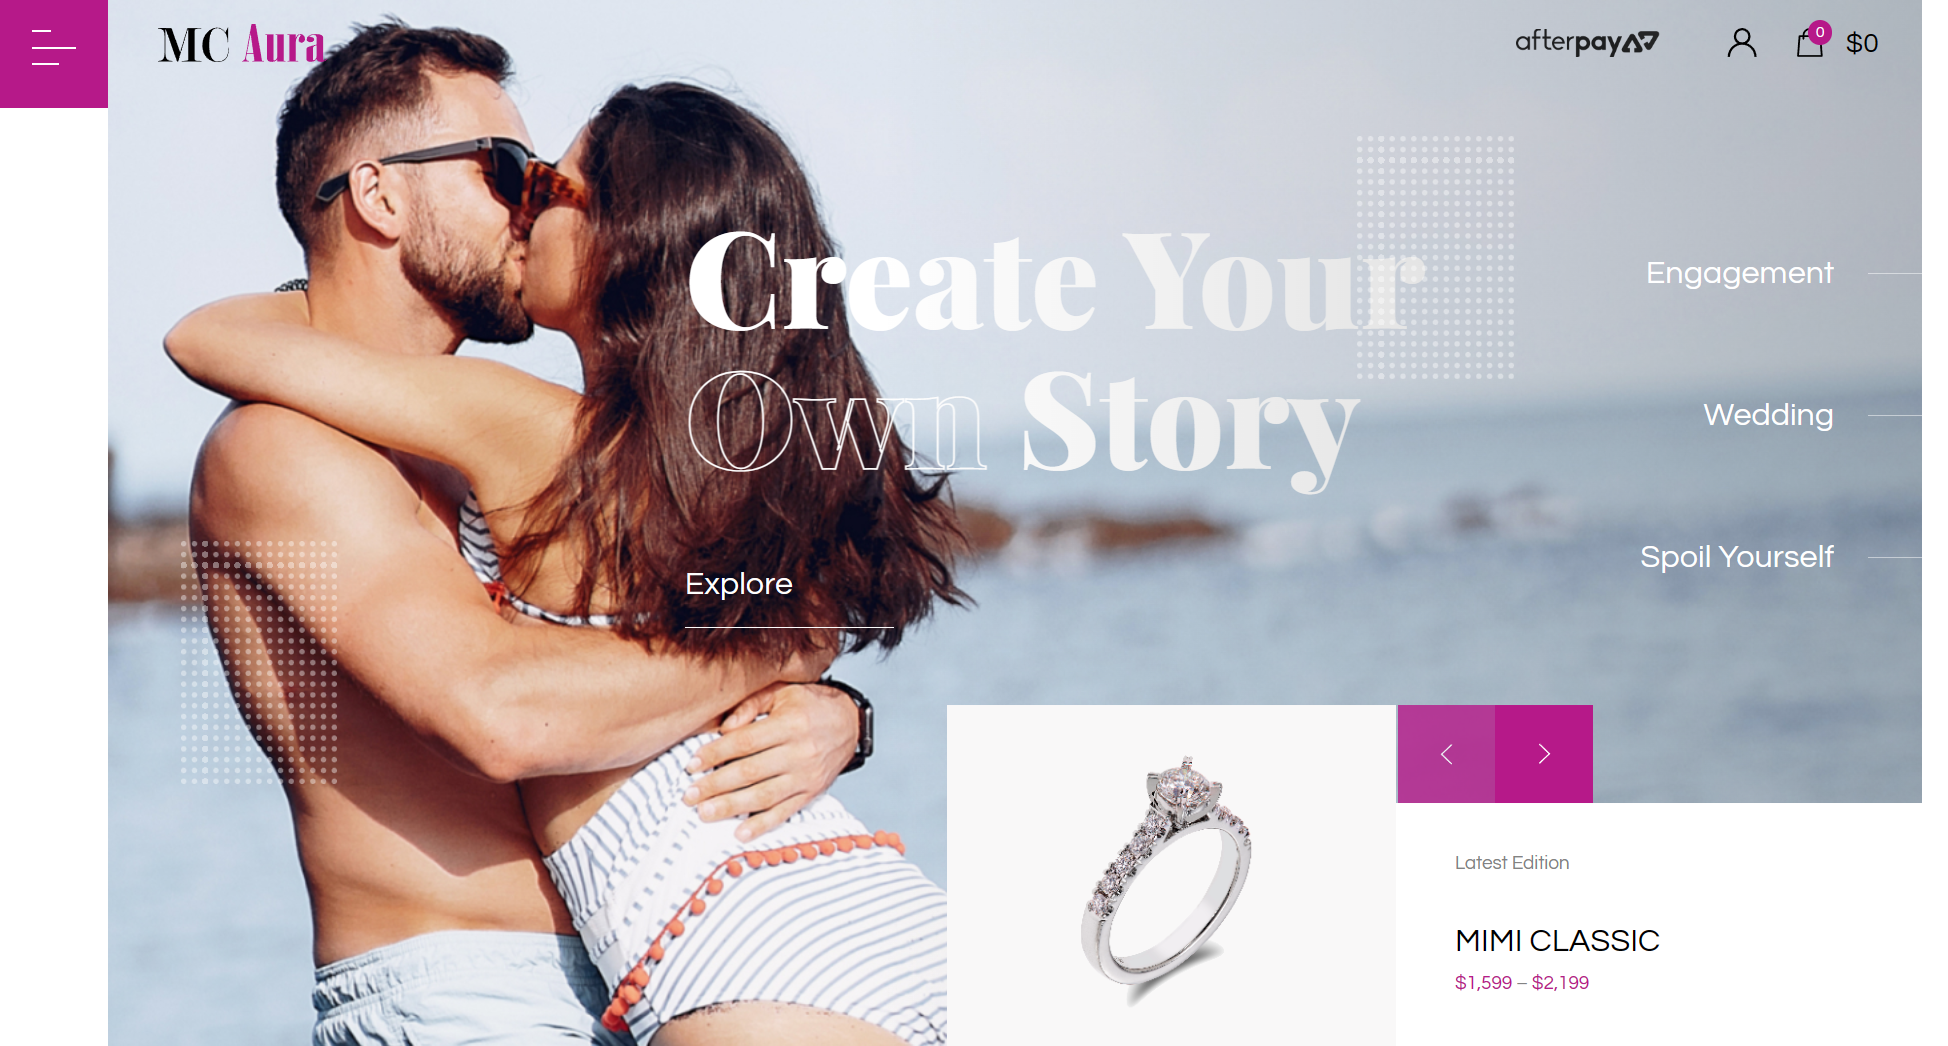 MC Aura
afterpay
0
$0
Create Your
Own Story
Engagement
Wedding
Spoil Yourself
Explore
Latest Edition
MIMI CLASSIC
$1,599 – $2,199